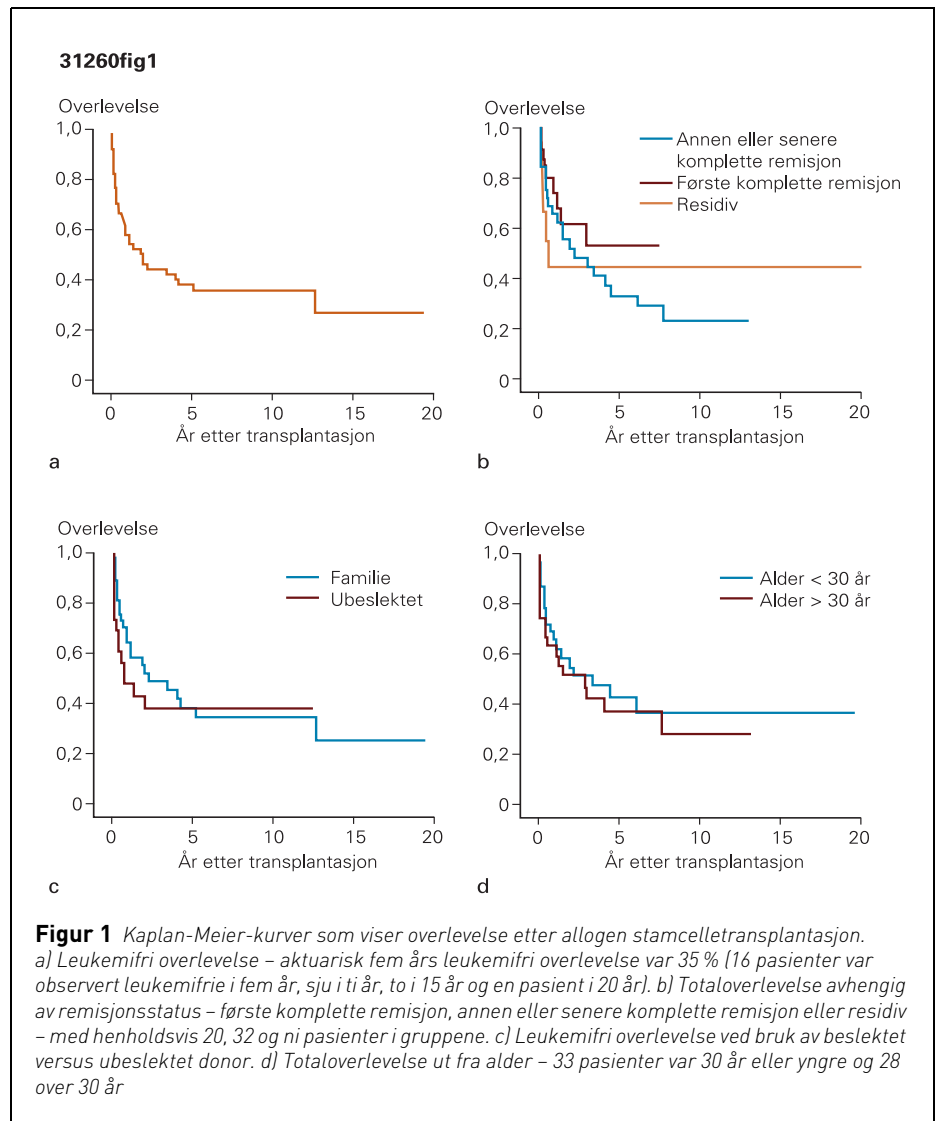 31260fig1
Overlevelse
1,0
0,8
0,6
0,4
0,2
0
0 5 10 15 20
År etter transplantasjon
a
Overlevelse
1,0
0,8
0,6
0,4
0,2
0
Annen eller senere
komplette remisjon
Første komplette remisjon
Residiv
0 5 10 15 20
År etter transplantasjon
b
Overlevelse
1,0
0,8
0,6
0,4
0,2
0
Familie
Ubeslektet
0 5 10 15 20
År etter transplantasjon
c
Overlevelse
1,0
0,8
0,6
0,4
0,2
0
Alder < 30 år
Alder > 30 år
0 5 10 15 20
År etter transplantasjon
d
Figur 1 Kaplan-Meier-kurver som viser overlevelse etter allogen stamcelletransplantasjon.
a) Leukemifri overlevelse – aktuarisk fem års leukemifri overlevelse var 35 % (16 pasienter var
observert leukemifrie i fem år, sju i ti år, to i 15 år og en pasient i 20 år). b) Totaloverlevelse avhengig
av remisjonsstatus – første komplette remisjon, annen eller senere komplette remisjon eller residiv
– med henholdsvis 20, 32 og ni pasienter i gruppene. c) Leukemifri overlevelse ved bruk av beslektet
versus ubeslektet donor. d) Totaloverlevelse ut fra alder – 33 pasienter var 30 år eller yngre og 28
over 30 år